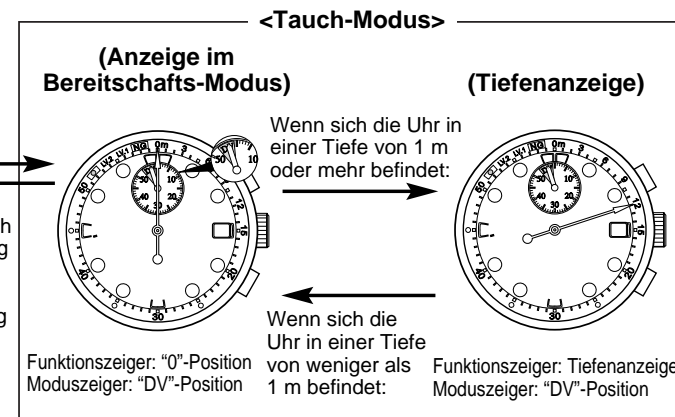 <Tauch-Modus>
(Anzeige im
Bereitschafts-Modus)
(Tiefenanzeige)
Wenn sich die Uhr in
einer Tiefe von 1 m
oder mehr befindet:
Wenn sich die
Uhr in einer Tiefe
von weniger als
1 m befindet:
Funktionszeiger: “0”-Position
Moduszeiger: “DV”-Position
Funktionszeiger: Tiefenanzeige
Moduszeiger: “DV”-Position